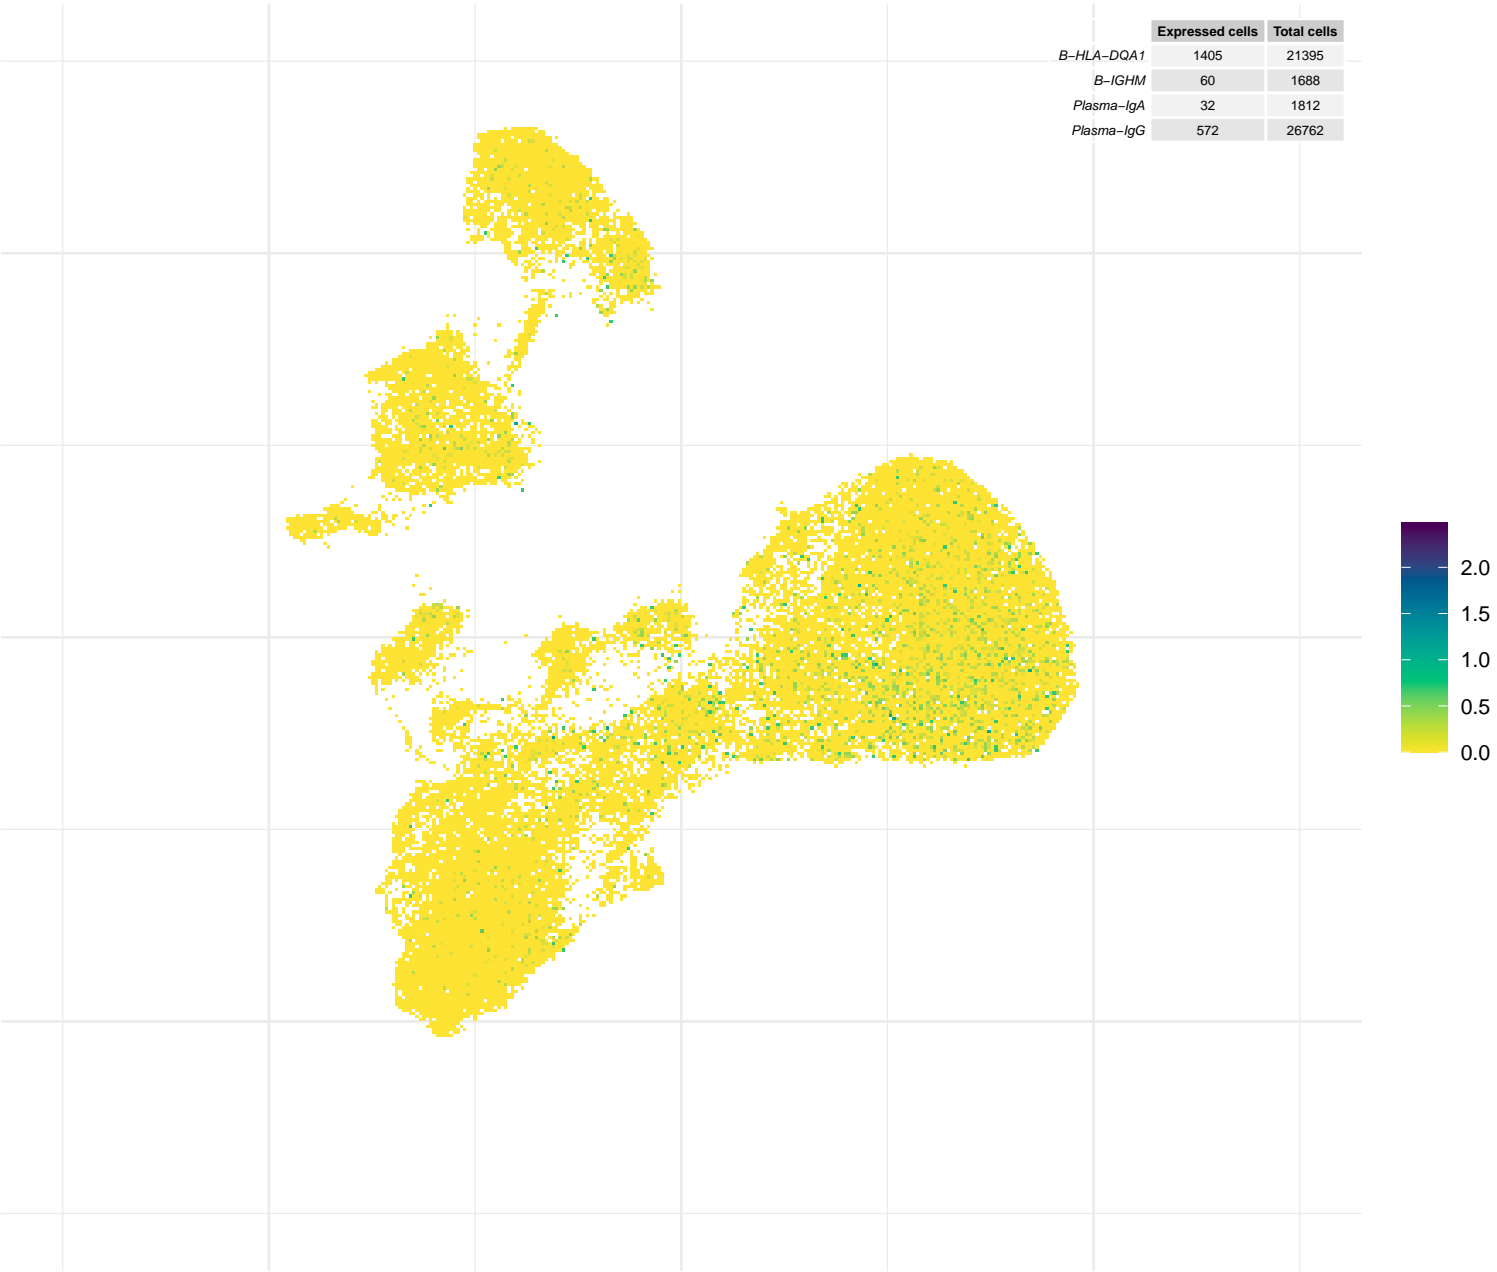 Expressed cells Total cells
B−HLA−DQA1 1405 21395
B−IGHM 60 1688
Plasma−IgA 32 1812
Plasma−IgG 572 26762
2.0
1.5
1.0
0.5
0.0